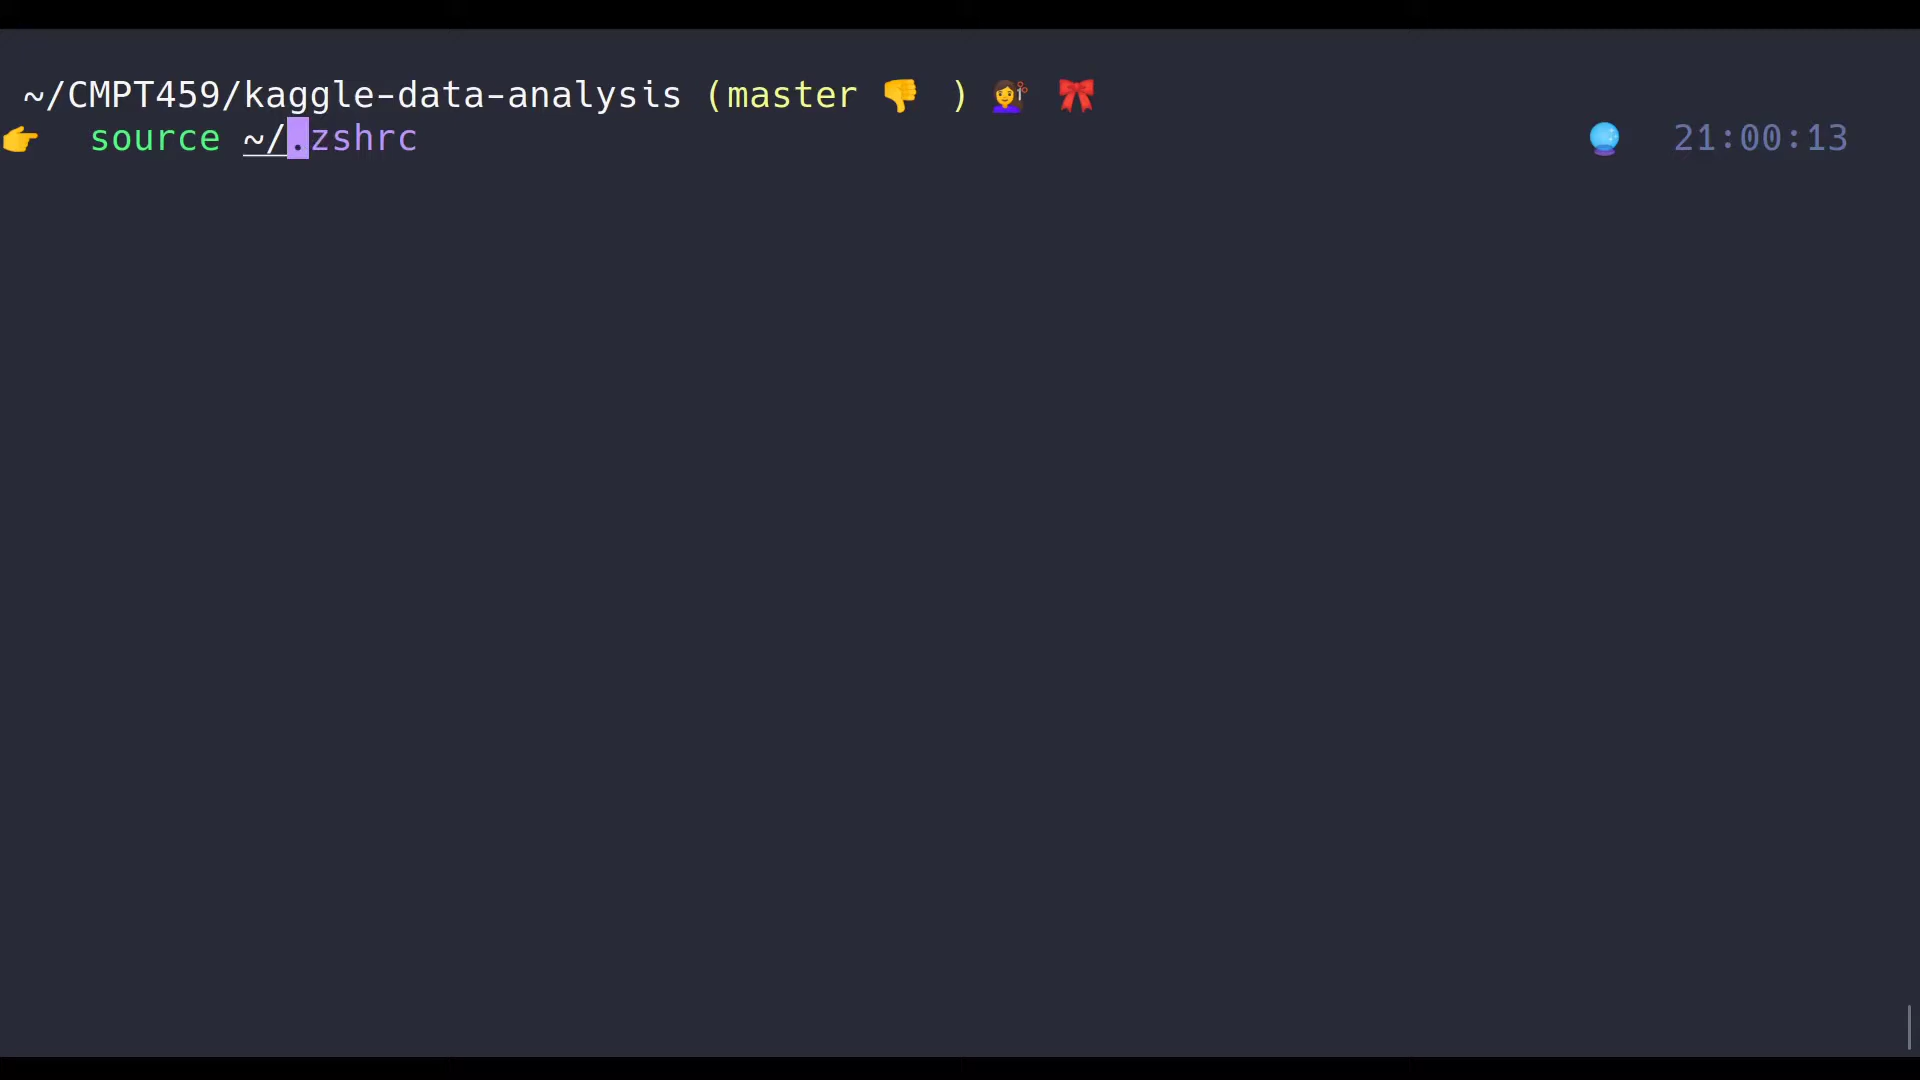 ~/CMPT459/kaggle-data-analysis (master 👎 ) 💇‍♀️ 🎀
👉 source ~/.zshrc 🔮 21:00:13